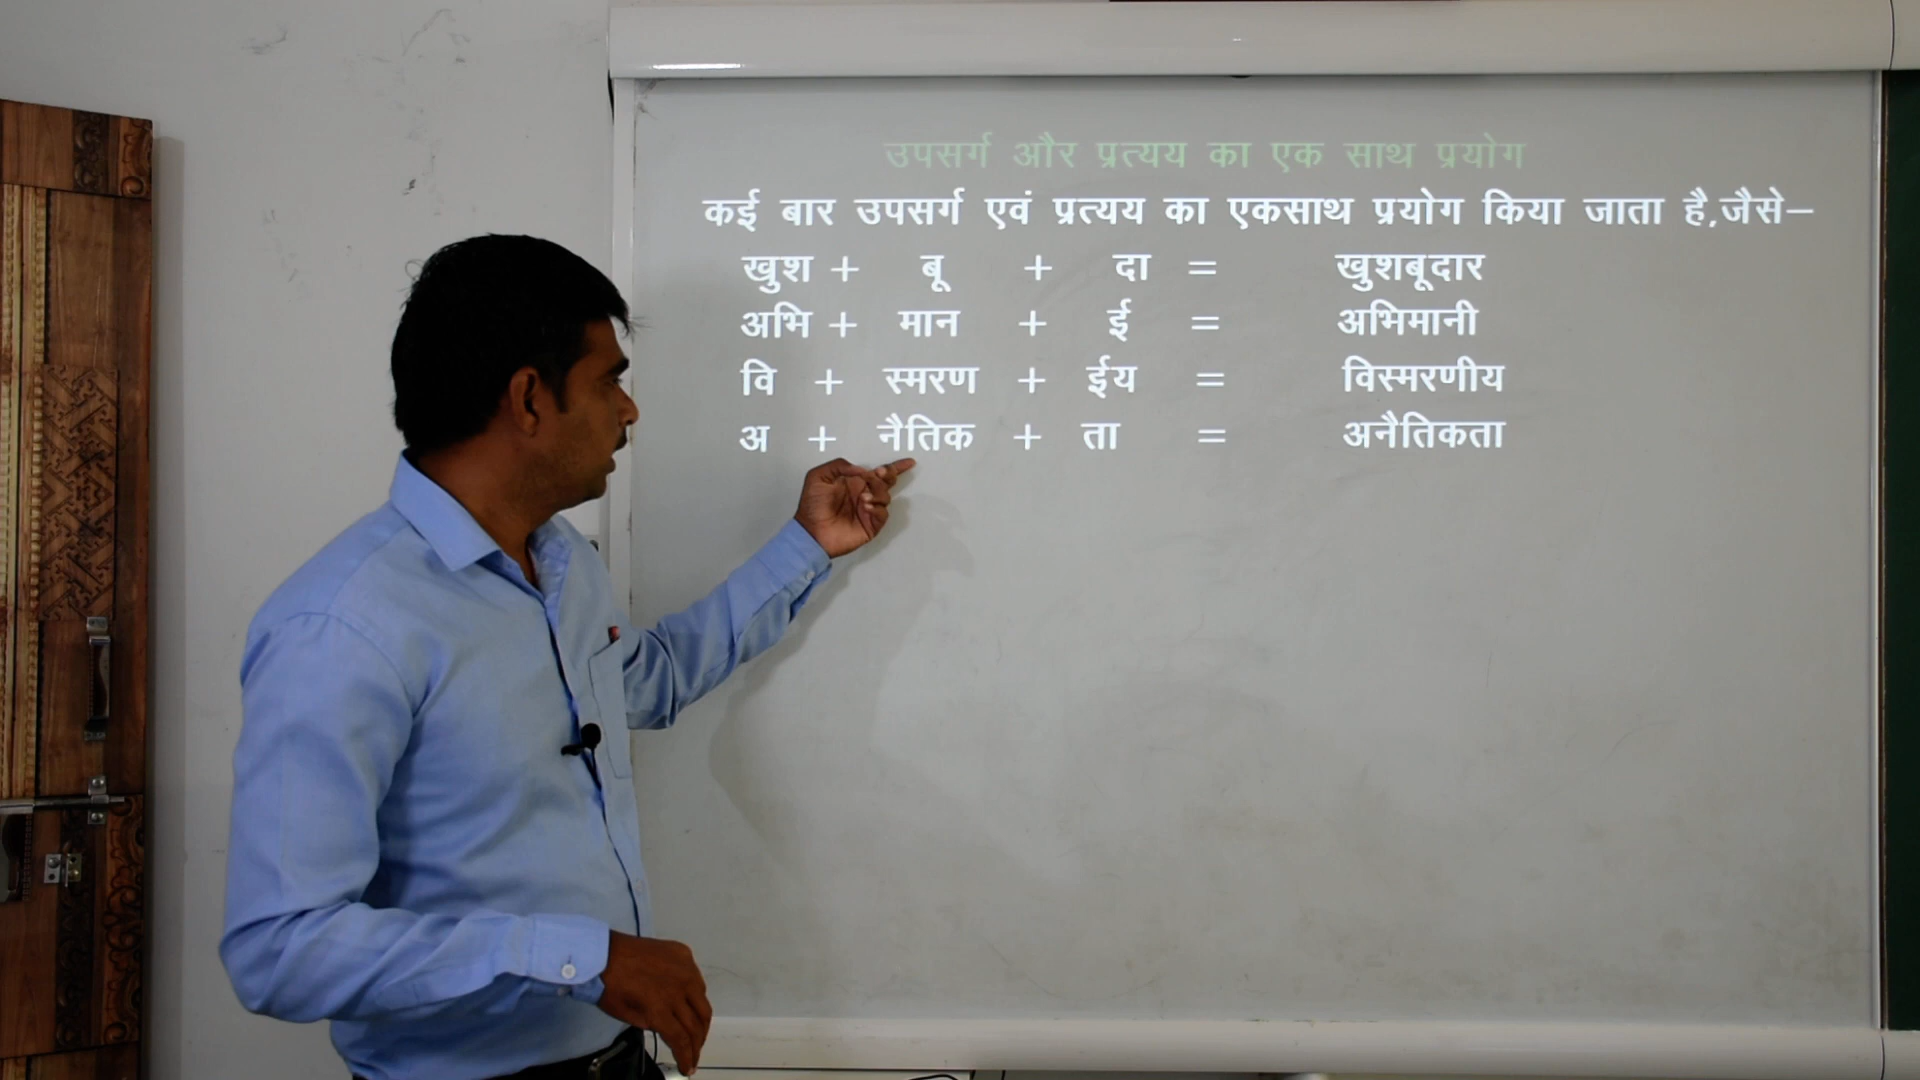 उपसर्ग और प्रत्यय का एक साथ प्रयोग
कई बार उपसर्ग एवं प्रत्यय का एकसाथ प्रयोग किया जाता है,जैसे–
खुश + बू + दा = खुशबूदार
अभि + मान + ई = अभिमानी
वि + स्मरण + ईय = विस्मरणीय
अ + नैतिक + ता = अनैतिकता